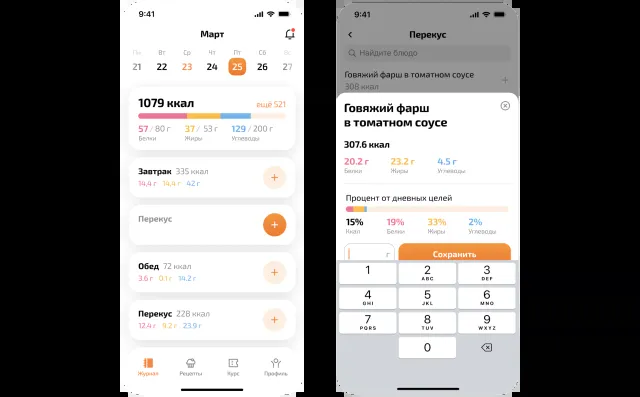 9:41
Март
Пн Вт Ср Чт Пт Сб Вс
21 22 23 24 25 26 27
1079 ккал ещё 521
57 / 80 г 37 / 53 г 129 / 200 г
Белки Жиры Углеводы
Завтрак 335 ккал
14,4 г 14,4 г 42 г
Перекус
Обед 72 ккал
3.6 г 0.1 г 14.2 г
Перекус 228 ккал
12.4 г 9.2 г 23.9 г
Журнал Рецепты Курс Профиль
9:41
Перекус
Найдите блюдо
Говяжий фарш в томатном соусе
308 ккал
Говяжий фарш
в томатном соусе
307.6 ккал
20.2 г 23.2 г 4.5 г
Белки Жиры Углеводы
Процент от дневных целей
15% 19% 33% 2%
Ккал Белки Жиры Углеводы
г Сохранить
1 2 3
ABC DEF
4 5 6
GHI JKL MNO
7 8 9
PQRS TUV WXYZ
0